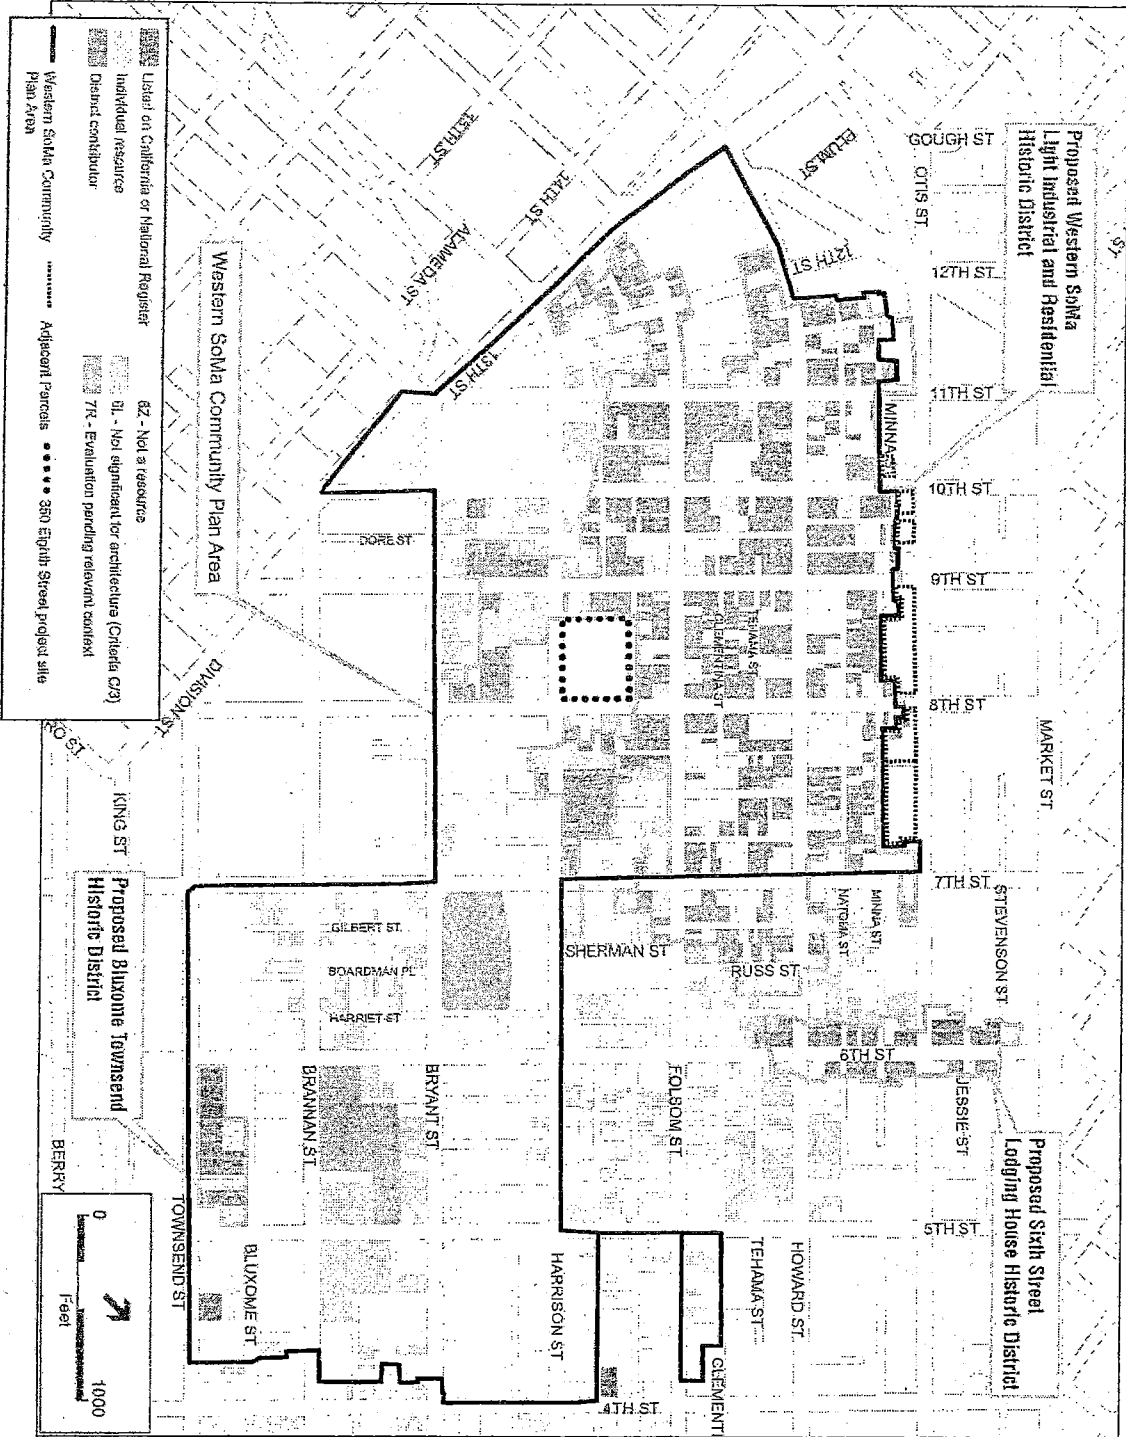 Proposed Western SoMa
Light Industrial and Residential
Historic District
GOUGH ST
OTIS ST
12TH ST
11TH ST
10TH ST
9TH ST
8TH ST
7TH ST
6TH ST
5TH ST
4TH ST
MARKET ST
STEVENSON ST
JESSIE ST
MINNA ST
NATOMA ST
MINNA
HOWARD ST
TEHAMA ST
TEHAMA ST
CLEMENTINA ST
CLEMENTI
FOLSOM ST
RUSS ST
SHERMAN ST
HARRISON ST
BRYANT ST
BRANNAN ST
BLUXOME ST
TOWNSEND ST
KING ST
BERRY
RO ST
DIVISION ST
DORE ST
GILBERT ST
BOARDMAN PL
HARRIET ST
PLUM ST
12TH ST
13TH ST
14TH ST
15TH ST
ALAMEDA ST
ST
Proposed Sixth Street
Lodging House Historic District
Western SoMa Community Plan Area
Proposed Bluxome Townsend
Historic District
Listed on California or National Register
Individual resource
District contributor
6Z - Not a resource
6L - Not significant for architecture (Criteria C/3)
7R - Evaluation pending relevant context
Western SoMa Community
Plan Area
Adjacent Parcels
350 Eighth Street project site
0
1000
Feet